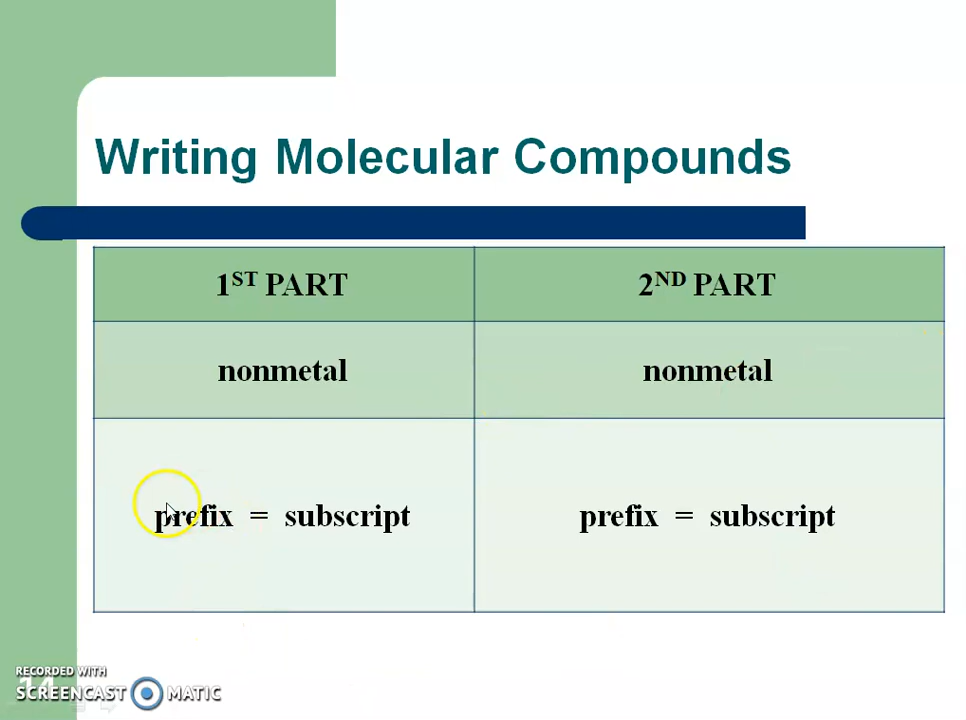 Writing Molecular Compounds
1ST PART
2ND PART
nonmetal
nonmetal
prefix = subscript
prefix = subscript
RECORDED WITH
SCREENCAST MATIC